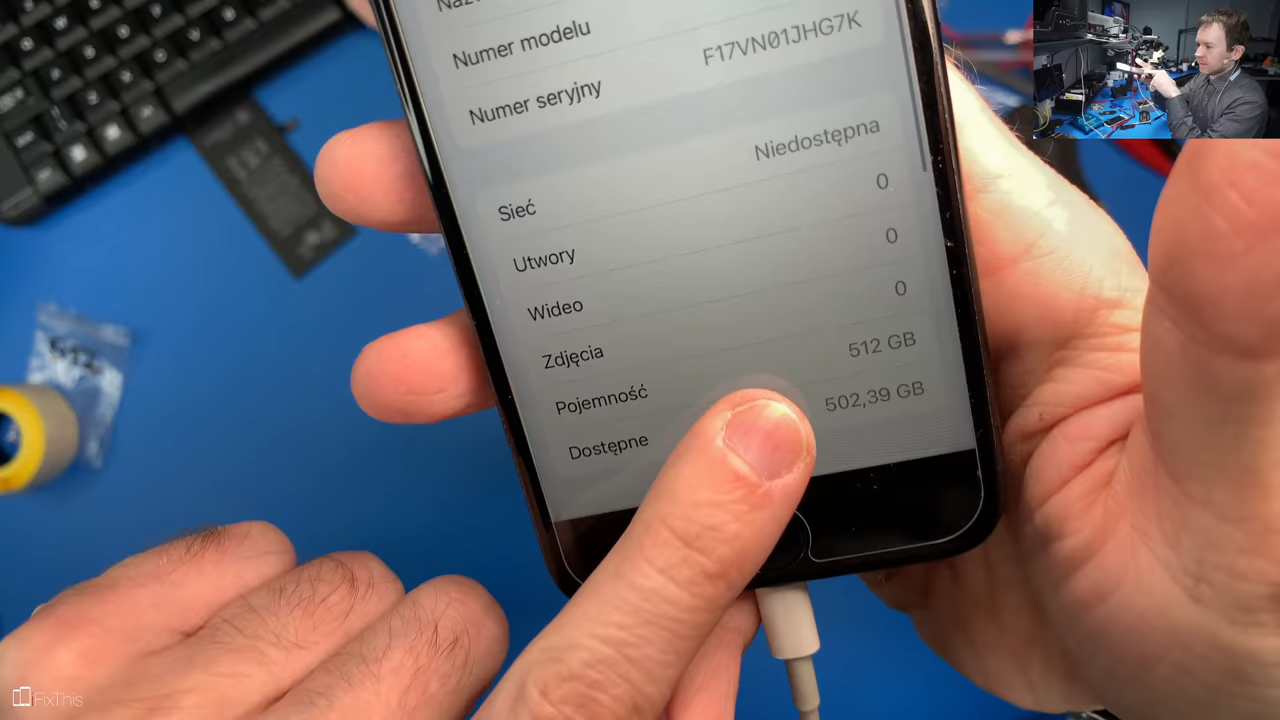 Numer modelu
Numer seryjny F17VN01JHG7K
Sieć Niedostępna
Utwory 0
Wideo 0
Zdjęcia 0
Pojemność 512 GB
Dostępne 502,39 GB
512
FixThis